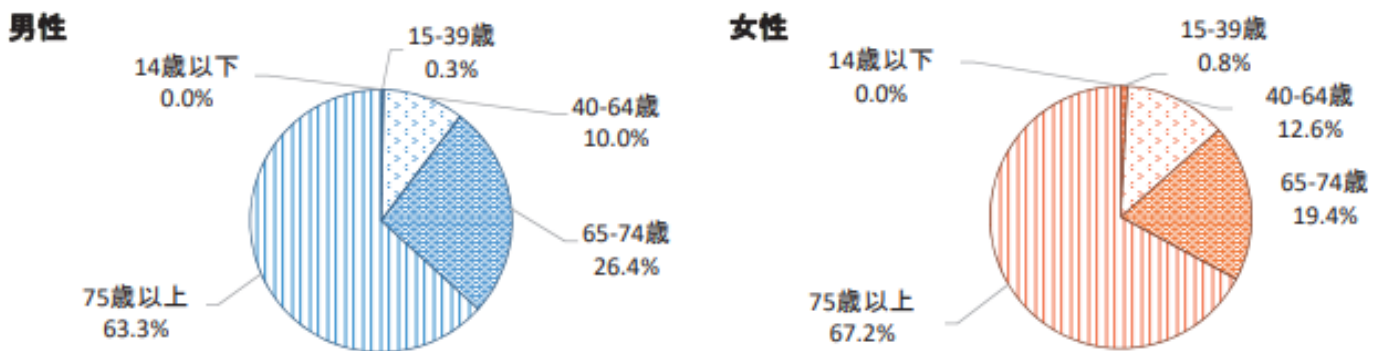 男性
15-39歳
0.3%
14歳以下
0.0%
40-64歳
10.0%
65-74歳
26.4%
75歳以上
63.3%
女性
15-39歳
0.8%
14歳以下
0.0%
40-64歳
12.6%
65-74歳
19.4%
75歳以上
67.2%